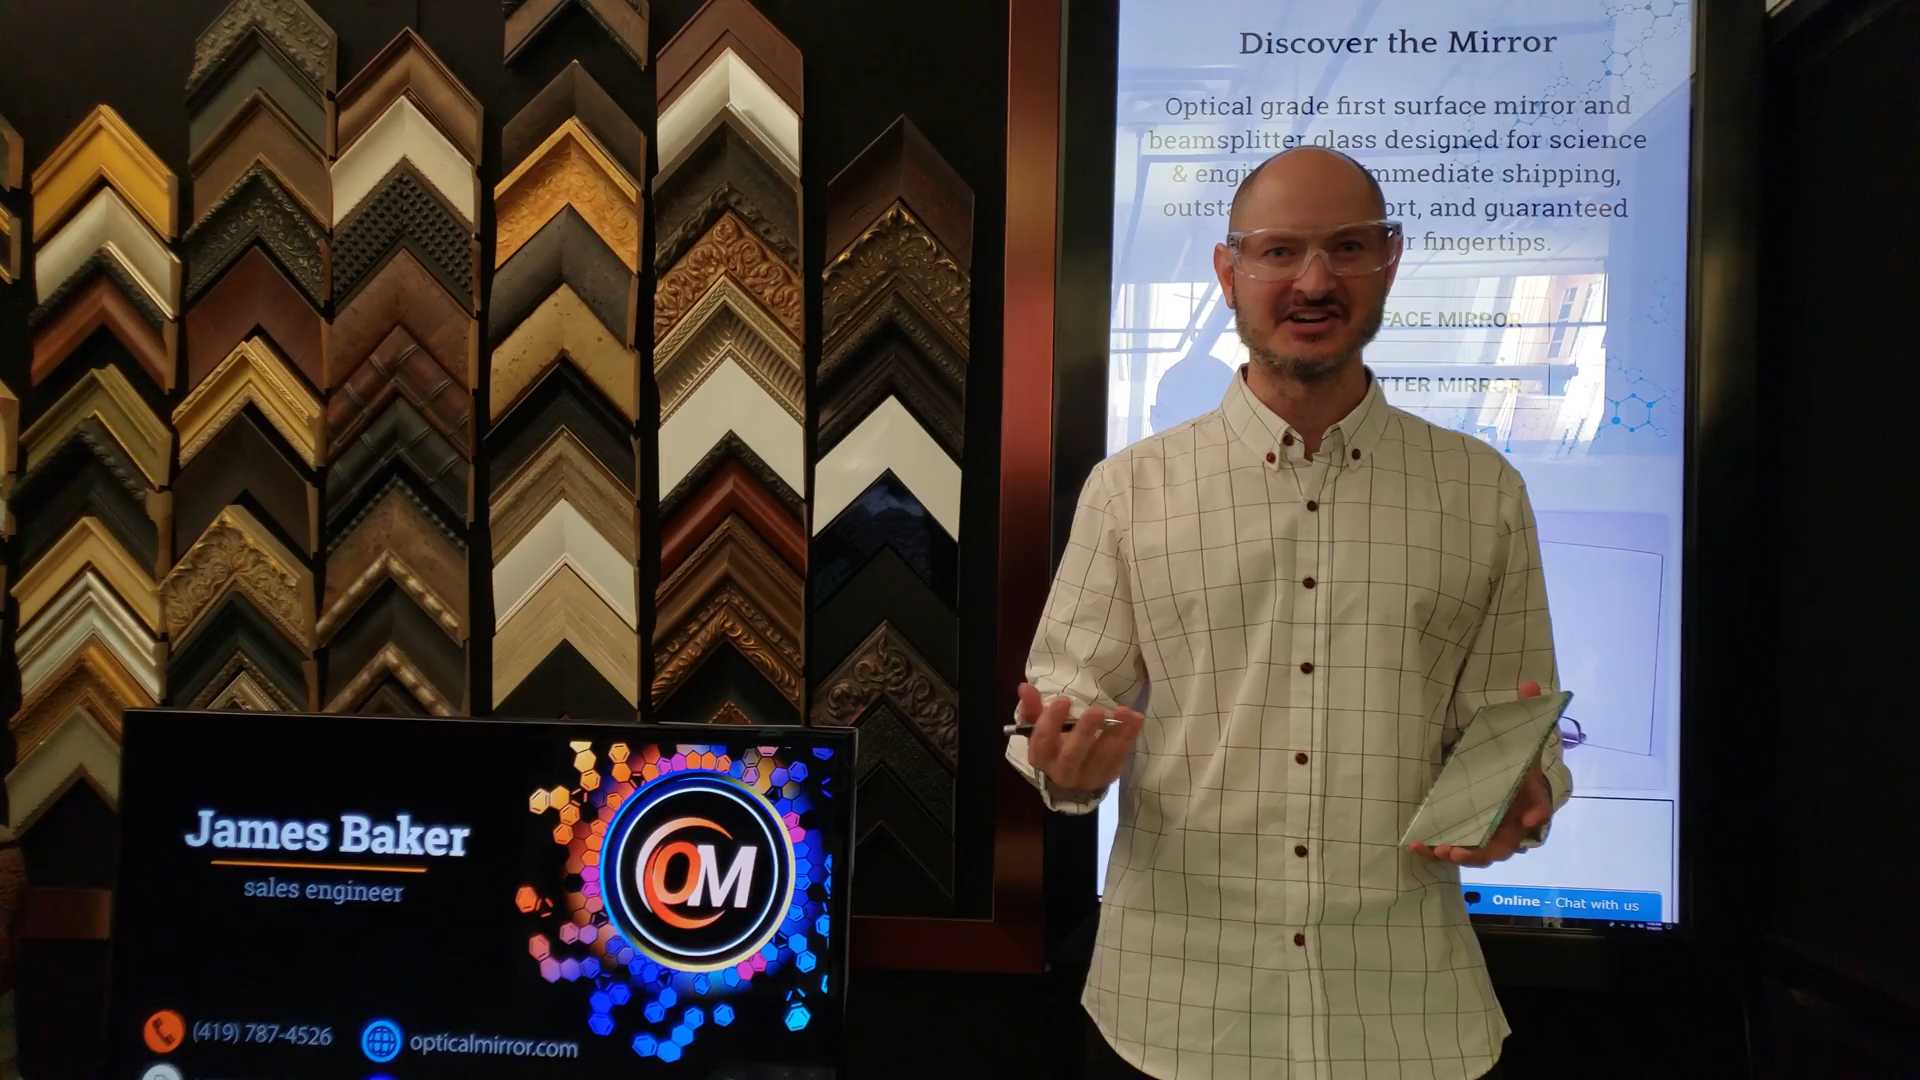 Discover the Mirror
Optical grade first surface mirror and
beamsplitter glass designed for science
& engi mmediate shipping,
outsta ort, and guaranteed
r fingertips.
FACE MIRROR
TTER MIRROR
James Baker
sales engineer
OM
(419) 787-4526
opticalmirror.com
Online - Chat with us